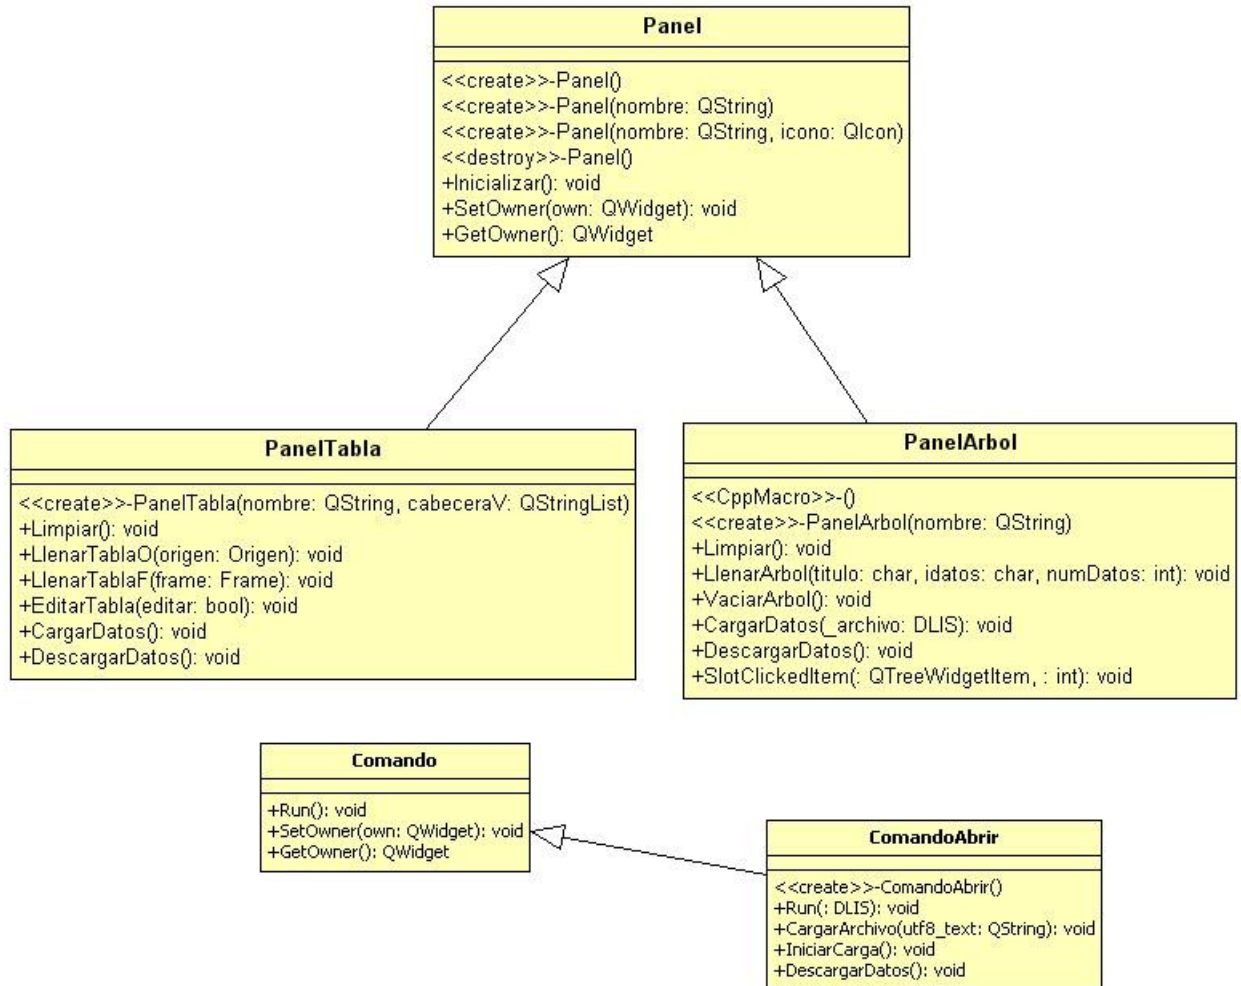 Panel
<<create>>-Panel()
<<create>>-Panel(nombre: QString)
<<create>>-Panel(nombre: QString, icono: QIcon)
<<destroy>>-Panel()
+Inicializar(): void
+SetOwner(own: QWidget): void
+GetOwner(): QWidget
PanelTabla
<<create>>-PanelTabla(nombre: QString, cabeceraV: QStringList)
+Limpiar(): void
+LlenarTablaO(origen: Origen): void
+LlenarTablaF(frame: Frame): void
+EditarTabla(editar: bool): void
+CargarDatos(): void
+DescargarDatos(): void
PanelArbol
<<CppMacro>>-()
<<create>>-PanelArbol(nombre: QString)
+Limpiar(): void
+LlenarArbol(titulo: char, idatos: char, numDatos: int): void
+VaciarArbol(): void
+CargarDatos(_archivo: DLIS): void
+DescargarDatos(): void
+SlotClickedItem(: QTreeWidgetItem, : int): void
Comando
+Run(): void
+SetOwner(own: QWidget): void
+GetOwner(): QWidget
ComandoAbrir
<<create>>-ComandoAbrir()
+Run(: DLIS): void
+CargarArchivo(utf8_text: QString): void
+IniciarCarga(): void
+DescargarDatos(): void